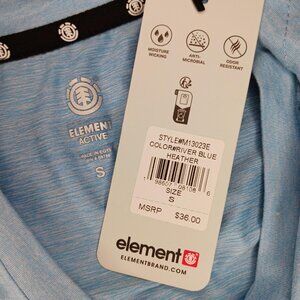 MOISTURE
WICKING
ANTI-
MICROBIAL
ODOR
RESISTANT
ELEMENT
ACTIVE
S
STYLE#M13023E
COLOR#RIVER BLUE
HEATHER
SIZE
S
MSRP $36.00
element
ELEMENTBRAND.COM